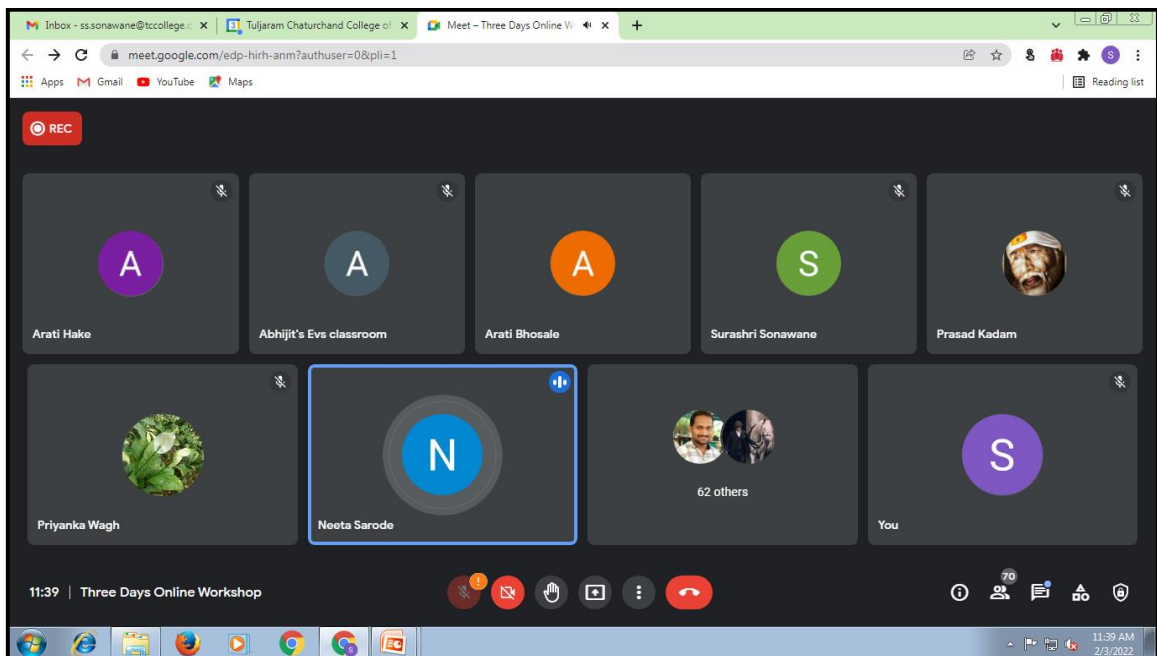 Inbox - ss.sonawane@tccollege.c
Tuljaram Chaturchand College of
Meet – Three Days Online W
meet.google.com/edp-hirh-anm?authuser=0&pli=1
S
Apps Gmail YouTube Maps Reading list
REC
A
Arati Hake
A
Abhijit's Evs classroom
A
Arati Bhosale
S
Surashri Sonawane
Prasad Kadam
Priyanka Wagh
N
Neeta Sarode
62 others
S
You
11:39 | Three Days Online Workshop
70
11:39 AM
2/3/2022